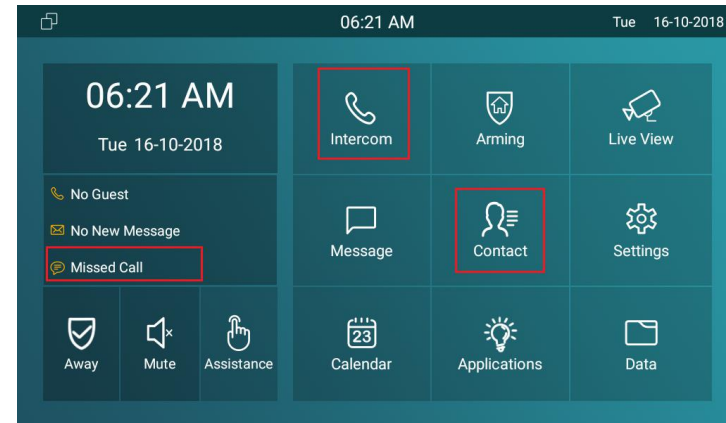 06:21 AM
Tue 16-10-2018
06:21 AM
Tue 16-10-2018
No Guest
No New Message
Missed Call
Away
Mute
Assistance
Intercom
Arming
Live View
Message
Contact
Settings
23
Calendar
Applications
Data